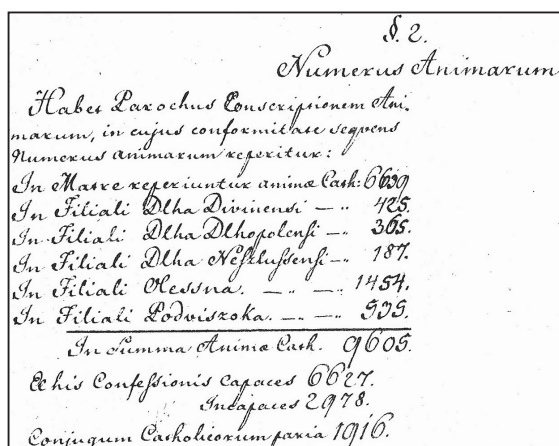 §. 2.
Numerus Animarum
Habet Parochus Conscriptionem Ani-
marum, in cujus conformitate seqvens
Numerus animarum reperitur:
In Matre reperiuntur animæ Cath: 6639
In Filiali Dlha Divinensi — „ 425.
In Filiali Dlha Dlhopolensi — „ 365.
In Filiali Dlha Neszlussensi — „ 187.
In Filiali Olessna. — „ — „ 1454.
In Filiali Podviszoka. — „ — „ 535.
In Summa Animæ Cath. 9605.
Ex his Confessionis capaces 6627.
Incapaces 2978.
Conjugum Catholicorum paria 1916.